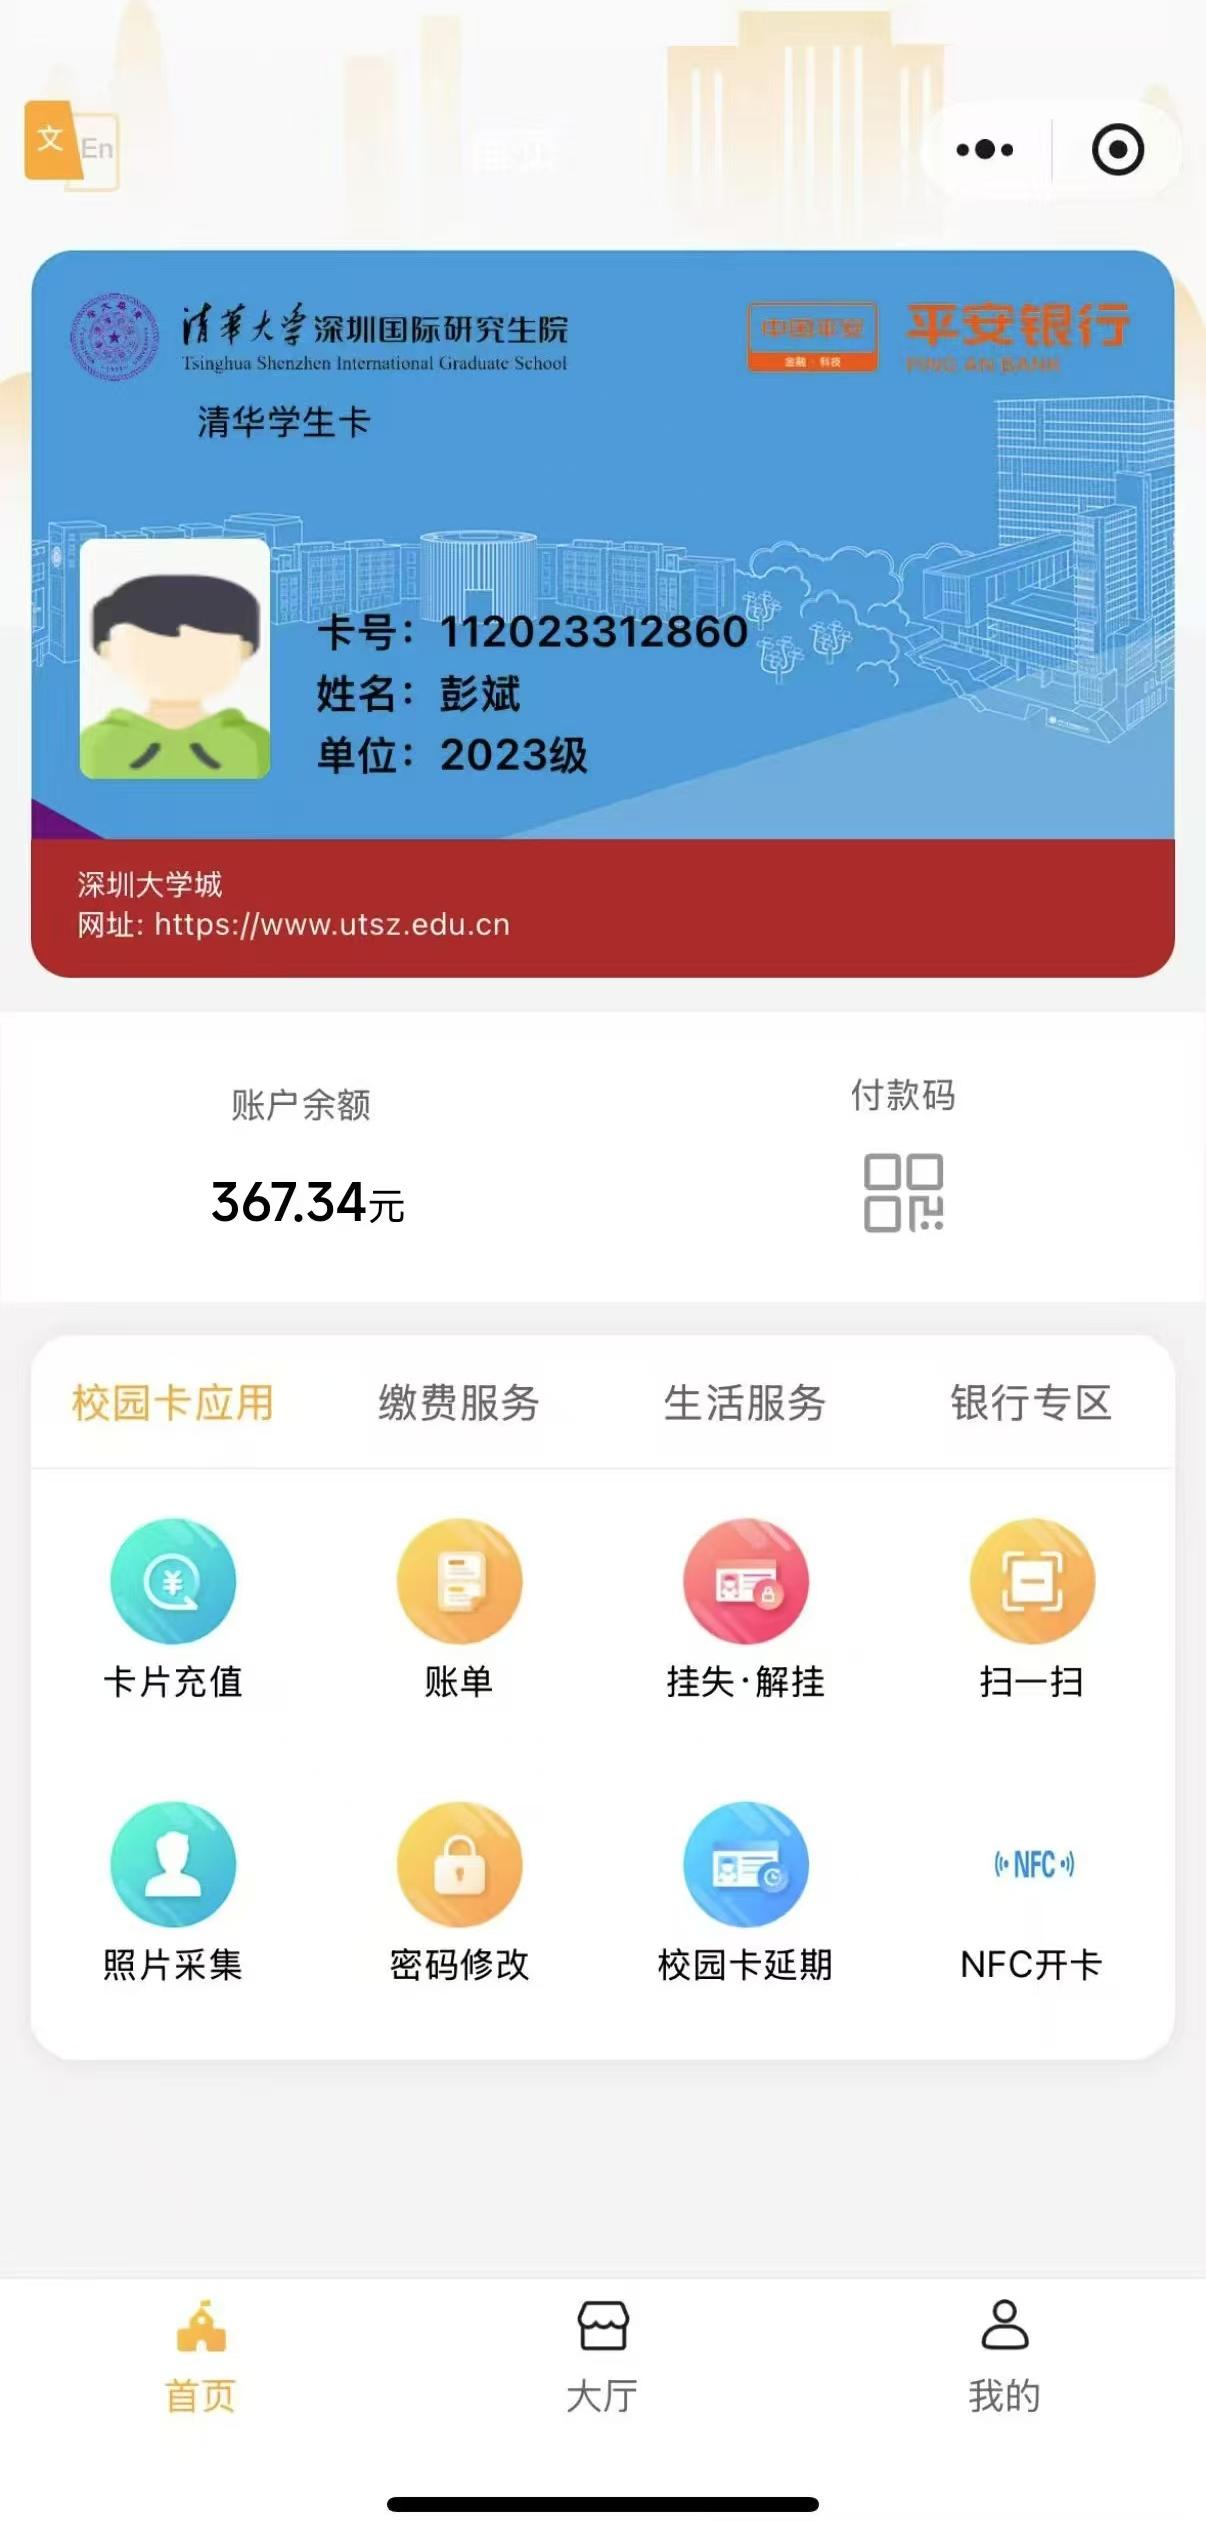 文
En
首页
清華大学深圳国际研究生院
Tsinghua Shenzhen International Graduate School
中国平安
金融·科技
平安银行
PING AN BANK
清华学生卡
卡号：112023312860
姓名：彭斌
单位：2023级
深圳大学城
网址: https://www.utsz.edu.cn
账户余额
付款码
367.34元
校园卡应用
缴费服务
生活服务
银行专区
卡片充值
账单
挂失·解挂
扫一扫
NFC
照片采集
密码修改
校园卡延期
NFC开卡
首页
大厅
我的